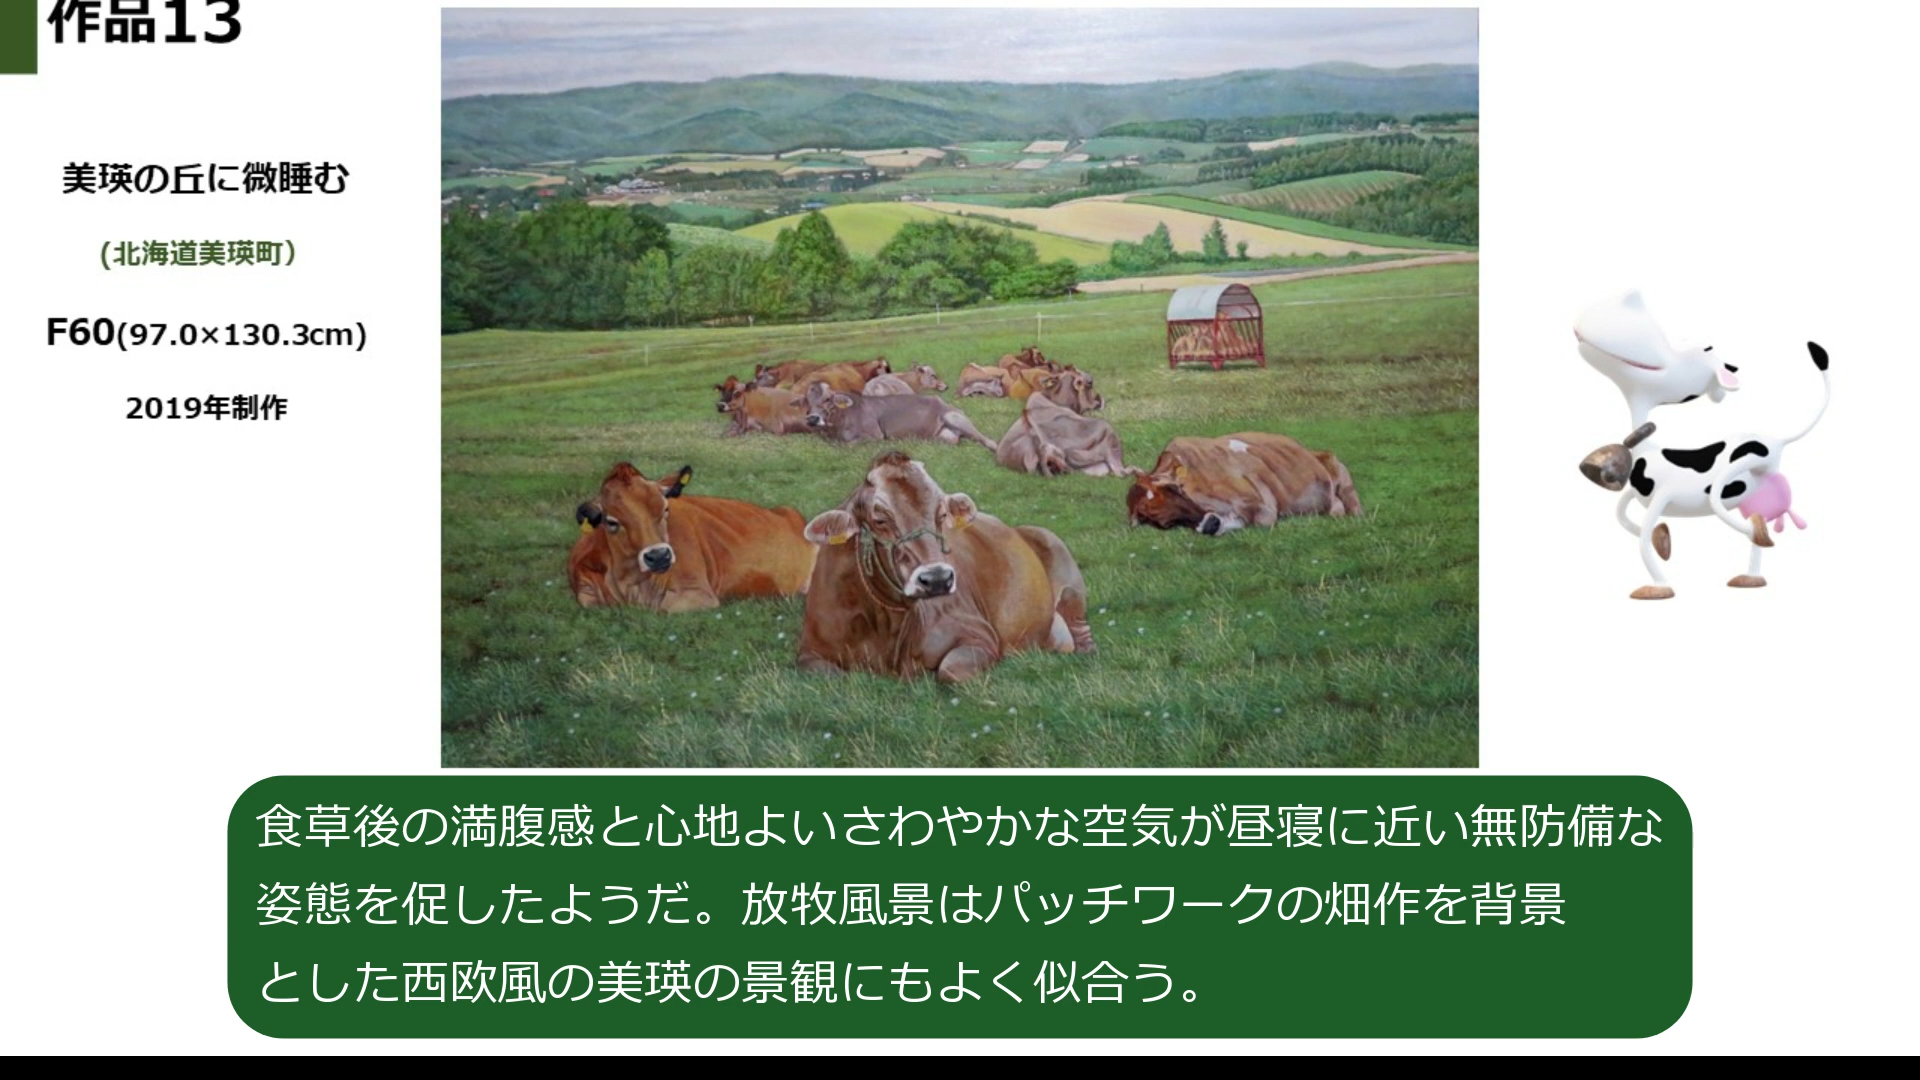 作品13
美瑛の丘に微睡む
(北海道美瑛町）
F60(97.0×130.3cm)
2019年制作
食草後の満腹感と心地よいさわやかな空気が昼寝に近い無防備な
姿態を促したようだ。放牧風景はパッチワークの畑作を背景
とした西欧風の美瑛の景観にもよく似合う。